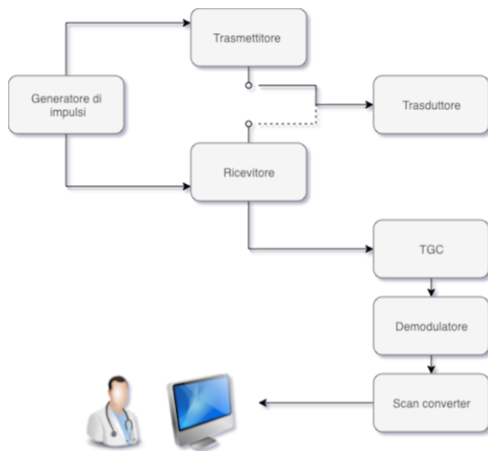 Trasmettitore
Generatore di
impulsi
Trasduttore
Ricevitore
TGC
Demodulatore
Scan converter